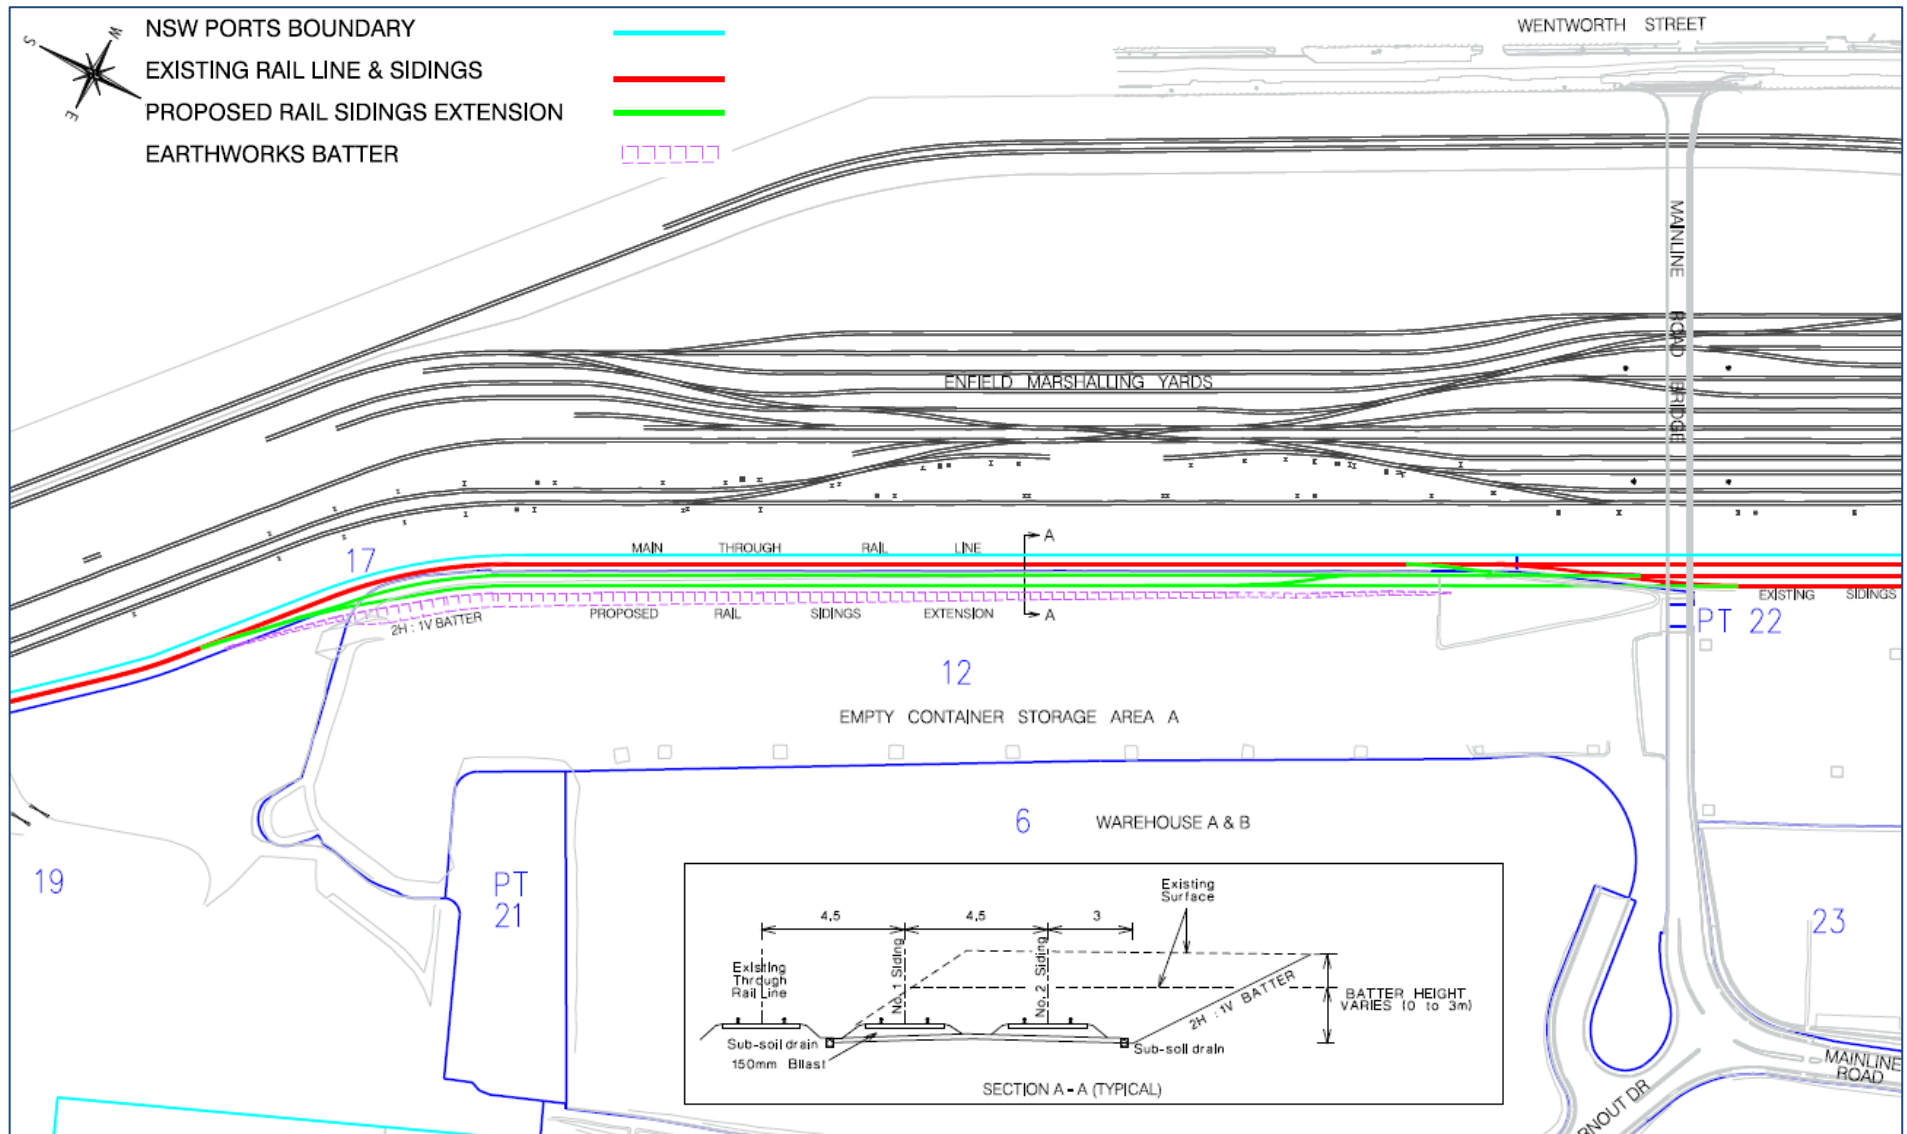 NSW PORTS BOUNDARY
EXISTING RAIL LINE & SIDINGS
PROPOSED RAIL SIDINGS EXTENSION
EARTHWORKS BATTER
S
W
E
WENTWORTH STREET
MAINLINE ROAD BRIDGE
ENFIELD MARSHALLING YARDS
17
MAIN THROUGH RAIL LINE
A
A
2H : 1V BATTER
PROPOSED RAIL SIDINGS EXTENSION
EXISTING SIDINGS
PT 22
12
EMPTY CONTAINER STORAGE AREA A
6
WAREHOUSE A & B
19
PT
21
23
Existing
Surface
4.5
4.5
3
Existing
Through
Rail Line
No. 1 Siding
No. 2 Siding
2H : 1V BATTER
BATTER HEIGHT
VARIES (0 to 3m)
Sub-soil drain
150mm Bllast
Sub-soil drain
SECTION A - A (TYPICAL)
MAINLINE
ROAD
RNOUT DR